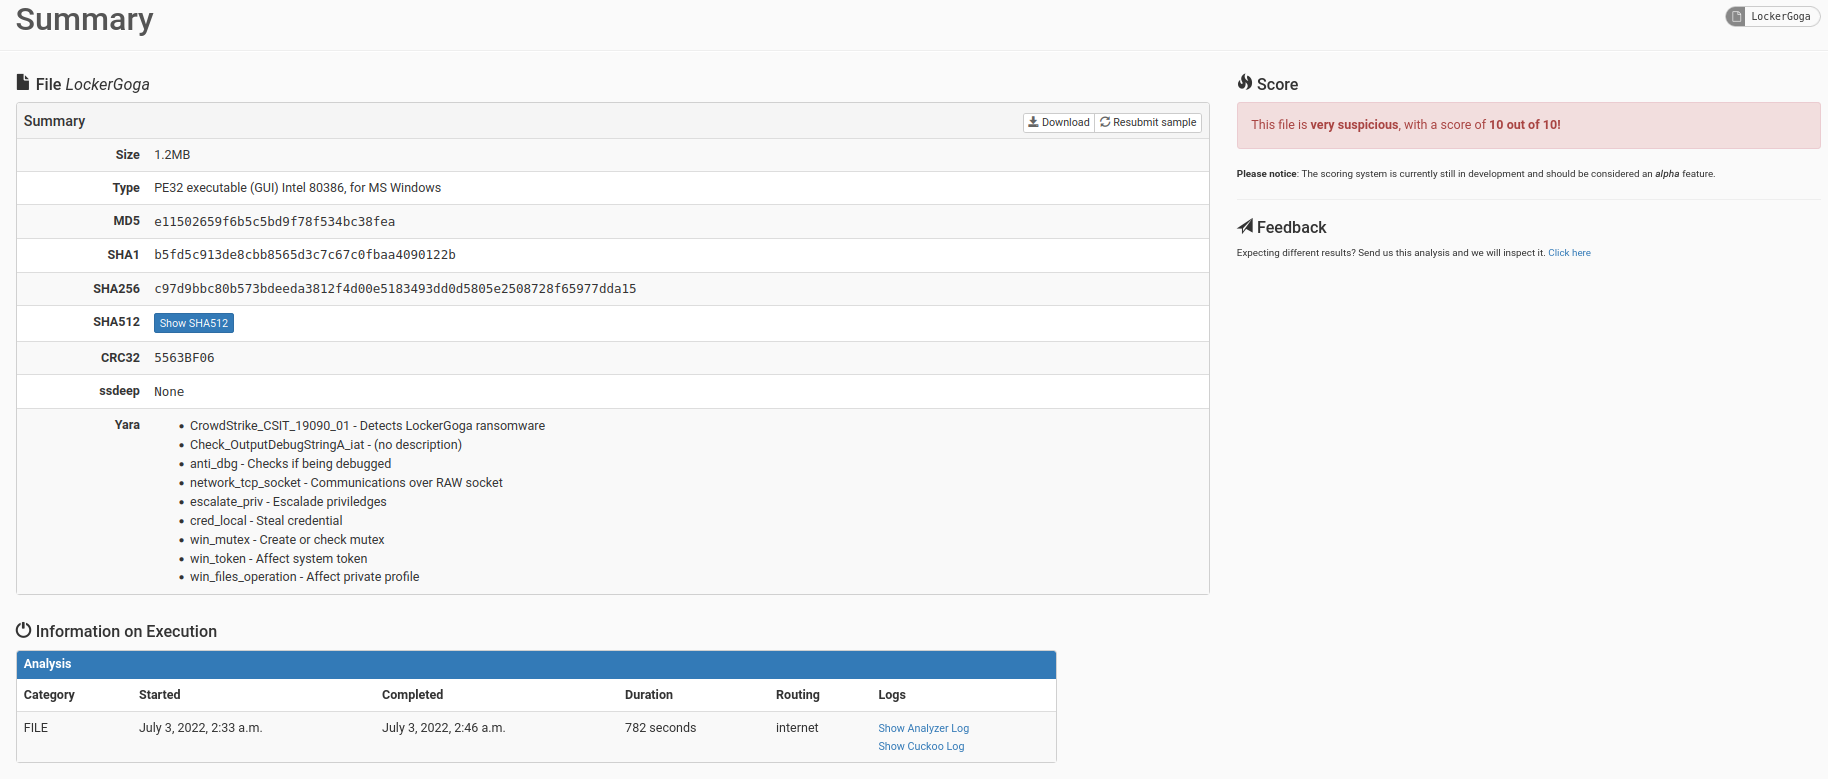 Summary
LockerGoga
File LockerGoga
Summary
Download Resubmit sample
Size 1.2MB
Type PE32 executable (GUI) Intel 80386, for MS Windows
MD5 e11502659f6b5c5bd9f78f534bc38fea
SHA1 b5fd5c913de8cbb8565d3c7c67c0fbaa4090122b
SHA256 c97d9bbc80b573bdeeda3812f4d00e5183493dd0d5805e2508728f65977dda15
SHA512 Show SHA512
CRC32 5563BF06
ssdeep None
Yara
CrowdStrike_CSIT_19090_01 - Detects LockerGoga ransomware
Check_OutputDebugStringA_iat - (no description)
anti_dbg - Checks if being debugged
network_tcp_socket - Communications over RAW socket
escalate_priv - Escalade priviledges
cred_local - Steal credential
win_mutex - Create or check mutex
win_token - Affect system token
win_files_operation - Affect private profile
Score
This file is very suspicious, with a score of 10 out of 10!
Please notice: The scoring system is currently still in development and should be considered an alpha feature.
Feedback
Expecting different results? Send us this analysis and we will inspect it. Click here
Information on Execution
Analysis
Category Started Completed Duration Routing Logs
FILE July 3, 2022, 2:33 a.m. July 3, 2022, 2:46 a.m. 782 seconds internet Show Analyzer Log
Show Cuckoo Log